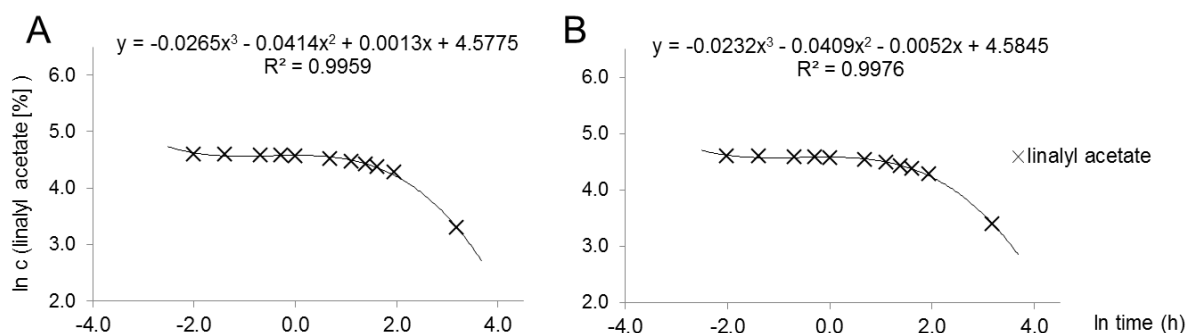 A
y = -0.0265x³ - 0.0414x² + 0.0013x + 4.5775
R² = 0.9959
ln c (linalyl acetate [%])
6.0
5.0
4.0
3.0
2.0
-4.0 -2.0 0.0 2.0 4.0
B
y = -0.0232x³ - 0.0409x² - 0.0052x + 4.5845
R² = 0.9976
6.0
5.0
4.0
3.0
2.0
-4.0 -2.0 0.0 2.0 4.0
linalyl acetate
ln time (h)